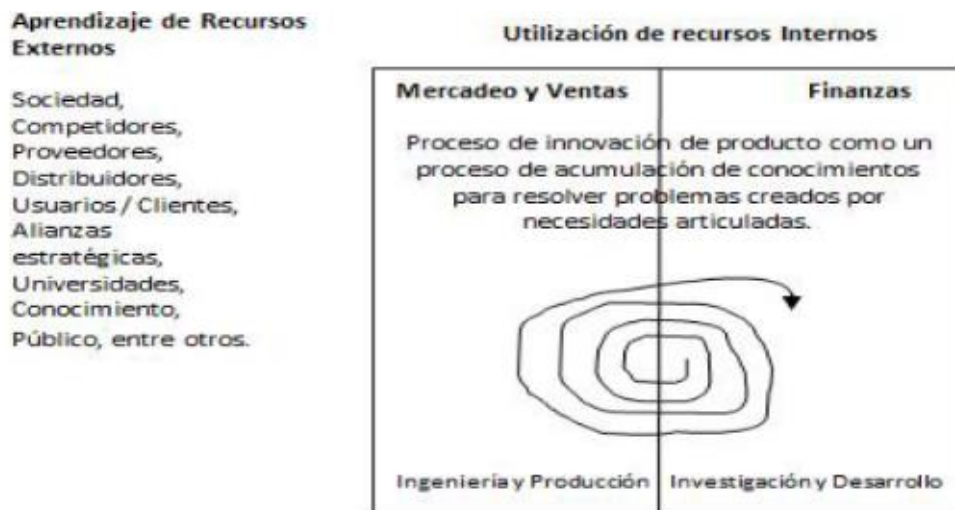 Aprendizaje de Recursos
Externos
Sociedad,
Competidores,
Proveedores,
Distribuidores,
Usuarios / Clientes,
Alianzas
estratégicas,
Universidades,
Conocimiento,
Público, entre otros.
Utilización de recursos Internos
Mercadeo y Ventas
Finanzas
Proceso de innovación de producto como un
proceso de acumulación de conocimientos
para resolver problemas creados por
necesidades articuladas.
Ingeniería y Producción
Investigación y Desarrollo